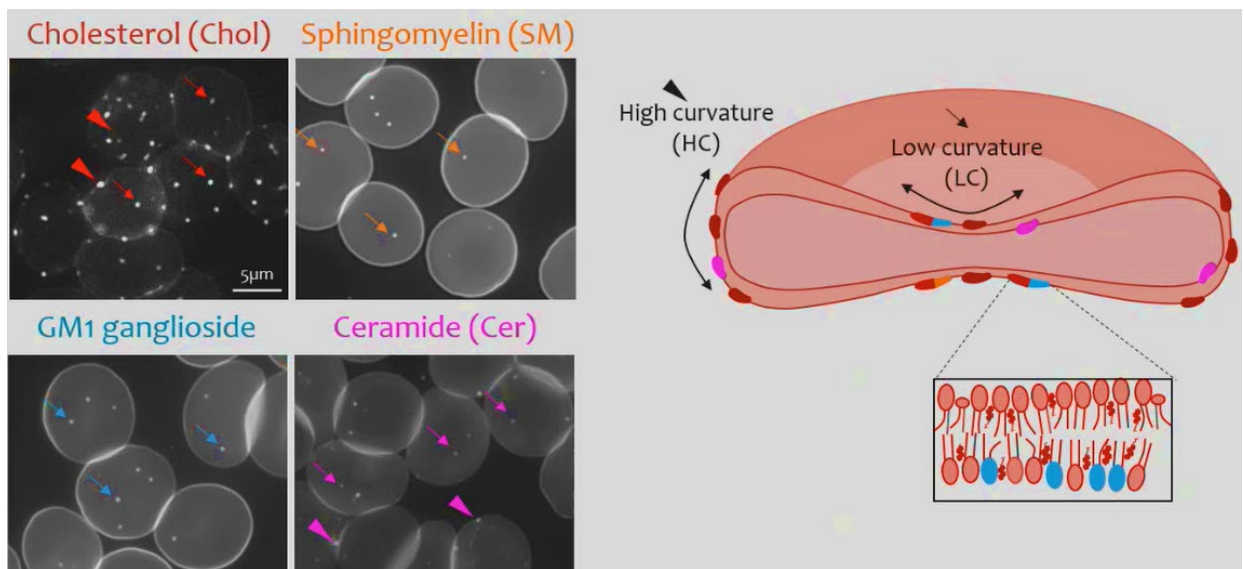 Cholesterol (Chol)
Sphingomyelin (SM)
5µm
GM1 ganglioside
Ceramide (Cer)
High curvature
(HC)
Low curvature
(LC)